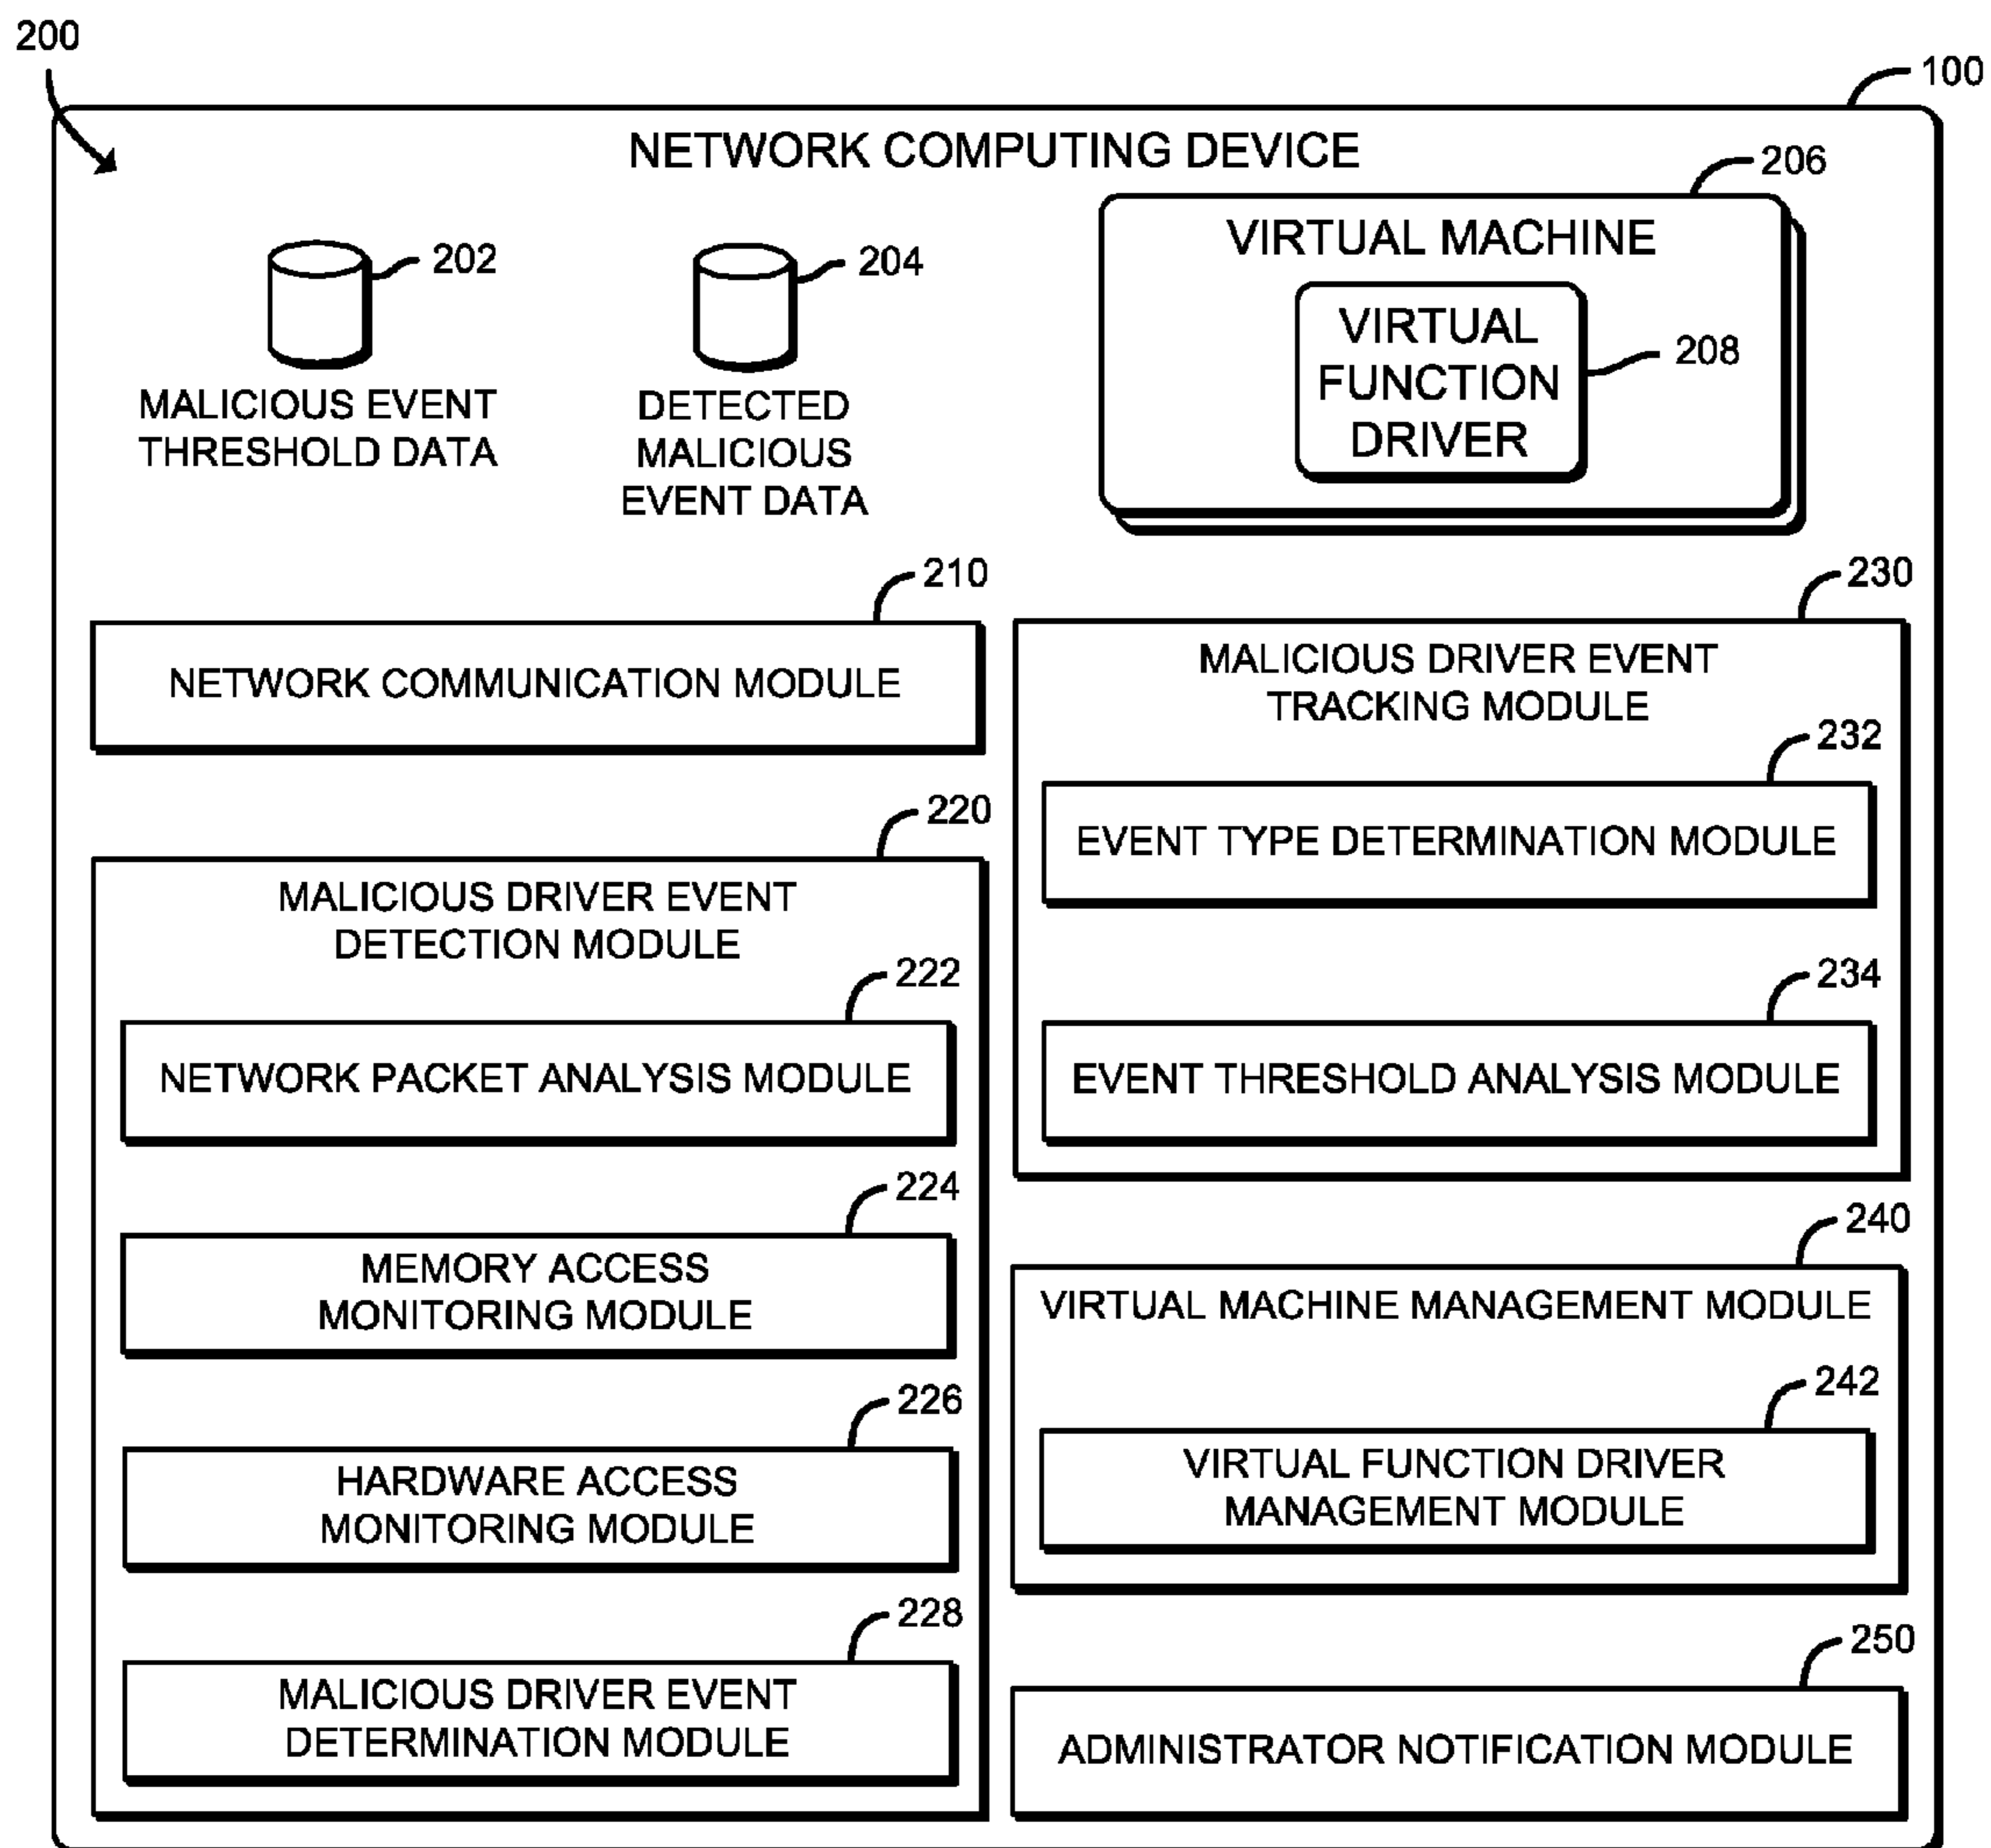 200
100
NETWORK COMPUTING DEVICE
206
VIRTUAL MACHINE
202
204
VIRTUAL
FUNCTION
DRIVER
208
MALICIOUS EVENT
THRESHOLD DATA
DETECTED
MALICIOUS
EVENT DATA
210
NETWORK COMMUNICATION MODULE
220
MALICIOUS DRIVER EVENT
DETECTION MODULE
222
NETWORK PACKET ANALYSIS MODULE
224
MEMORY ACCESS
MONITORING MODULE
226
HARDWARE ACCESS
MONITORING MODULE
228
MALICIOUS DRIVER EVENT
DETERMINATION MODULE
230
MALICIOUS DRIVER EVENT
TRACKING MODULE
232
EVENT TYPE DETERMINATION MODULE
234
EVENT THRESHOLD ANALYSIS MODULE
240
VIRTUAL MACHINE MANAGEMENT MODULE
242
VIRTUAL FUNCTION DRIVER
MANAGEMENT MODULE
250
ADMINISTRATOR NOTIFICATION MODULE